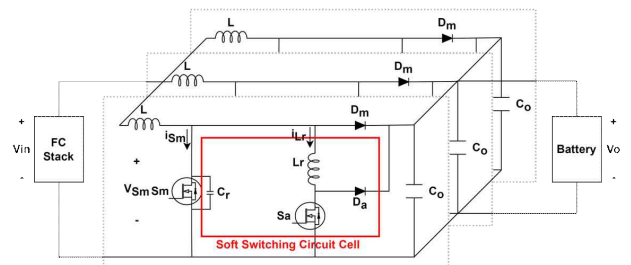 L
Dm
L
Dm
L
Dm
iSm
iLr
+
Vin
-
FC
Stack
+
VSm
-
Sm
Cr
Lr
Da
Sa
Co
Co
Co
Battery
+
Vo
-
Soft Switching Circuit Cell